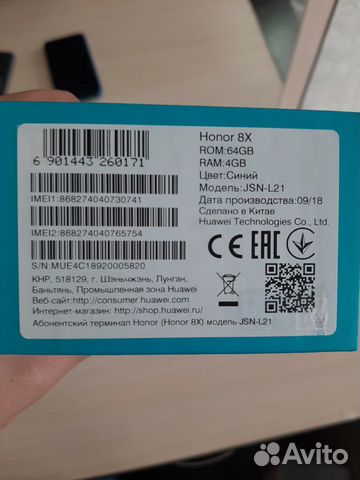 Honor 8X
ROM:64GB
RAM:4GB
Цвет:Синий
Модель:JSN-L21
Дата производства:09/18
Сделано в Китае
Huawei Technologies Co., Ltd.
6 901443 260171
IMEI1:868274040730741
IMEI2:868274040765754
S/N:MUE4C18920005820
CE EAC
КНР, 518129, г. Шэньчжэнь, Лунган,
Баньтянь, Промышленная зона Huawei
Веб-сайт:http://consumer.huawei.com
Интернет-магазин: http://shop.huawei.ru/
Абонентский терминал Honor (Honor 8X) модель JSN-L21
Avito